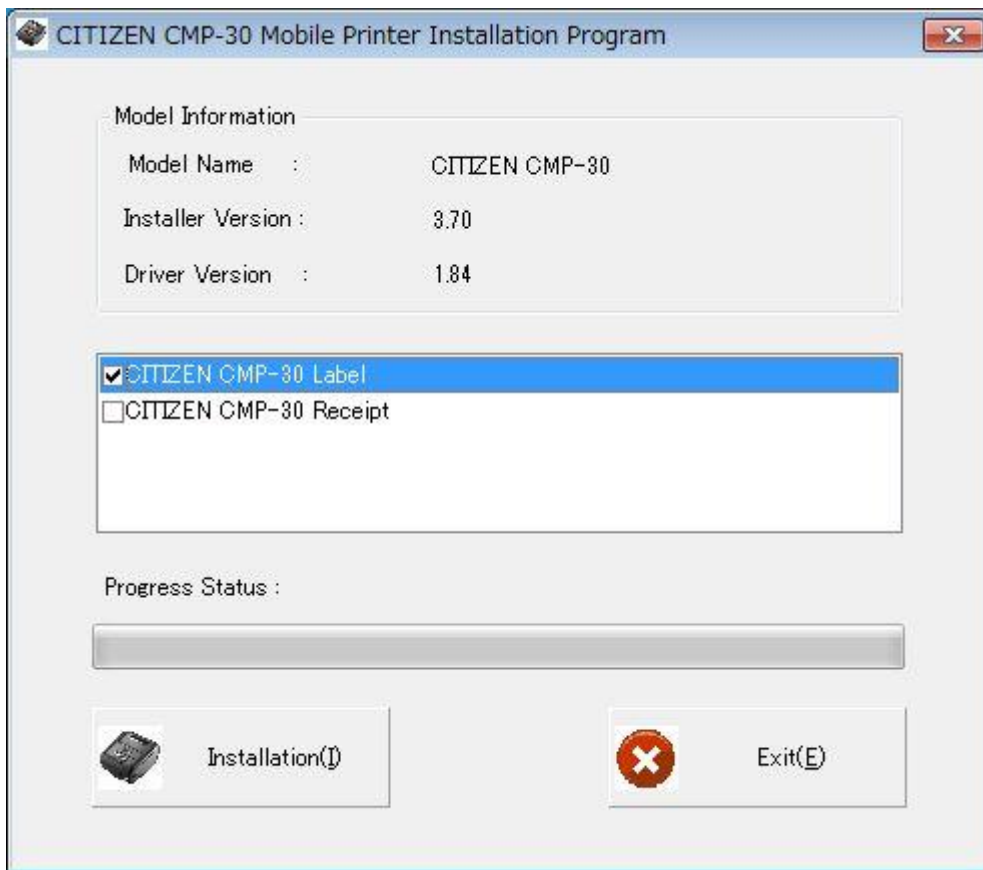 CITIZEN CMP-30 Mobile Printer Installation Program
Model Information
Model Name : CITIZEN CMP-30
Installer Version : 3.70
Driver Version : 1.84
CITIZEN CMP-30 Label
CITIZEN CMP-30 Receipt
Progress Status :
Installation(I) Exit(E)